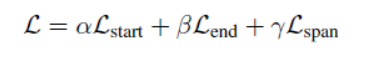 ℒ = αℒ_start + βℒ_end + γℒ_span